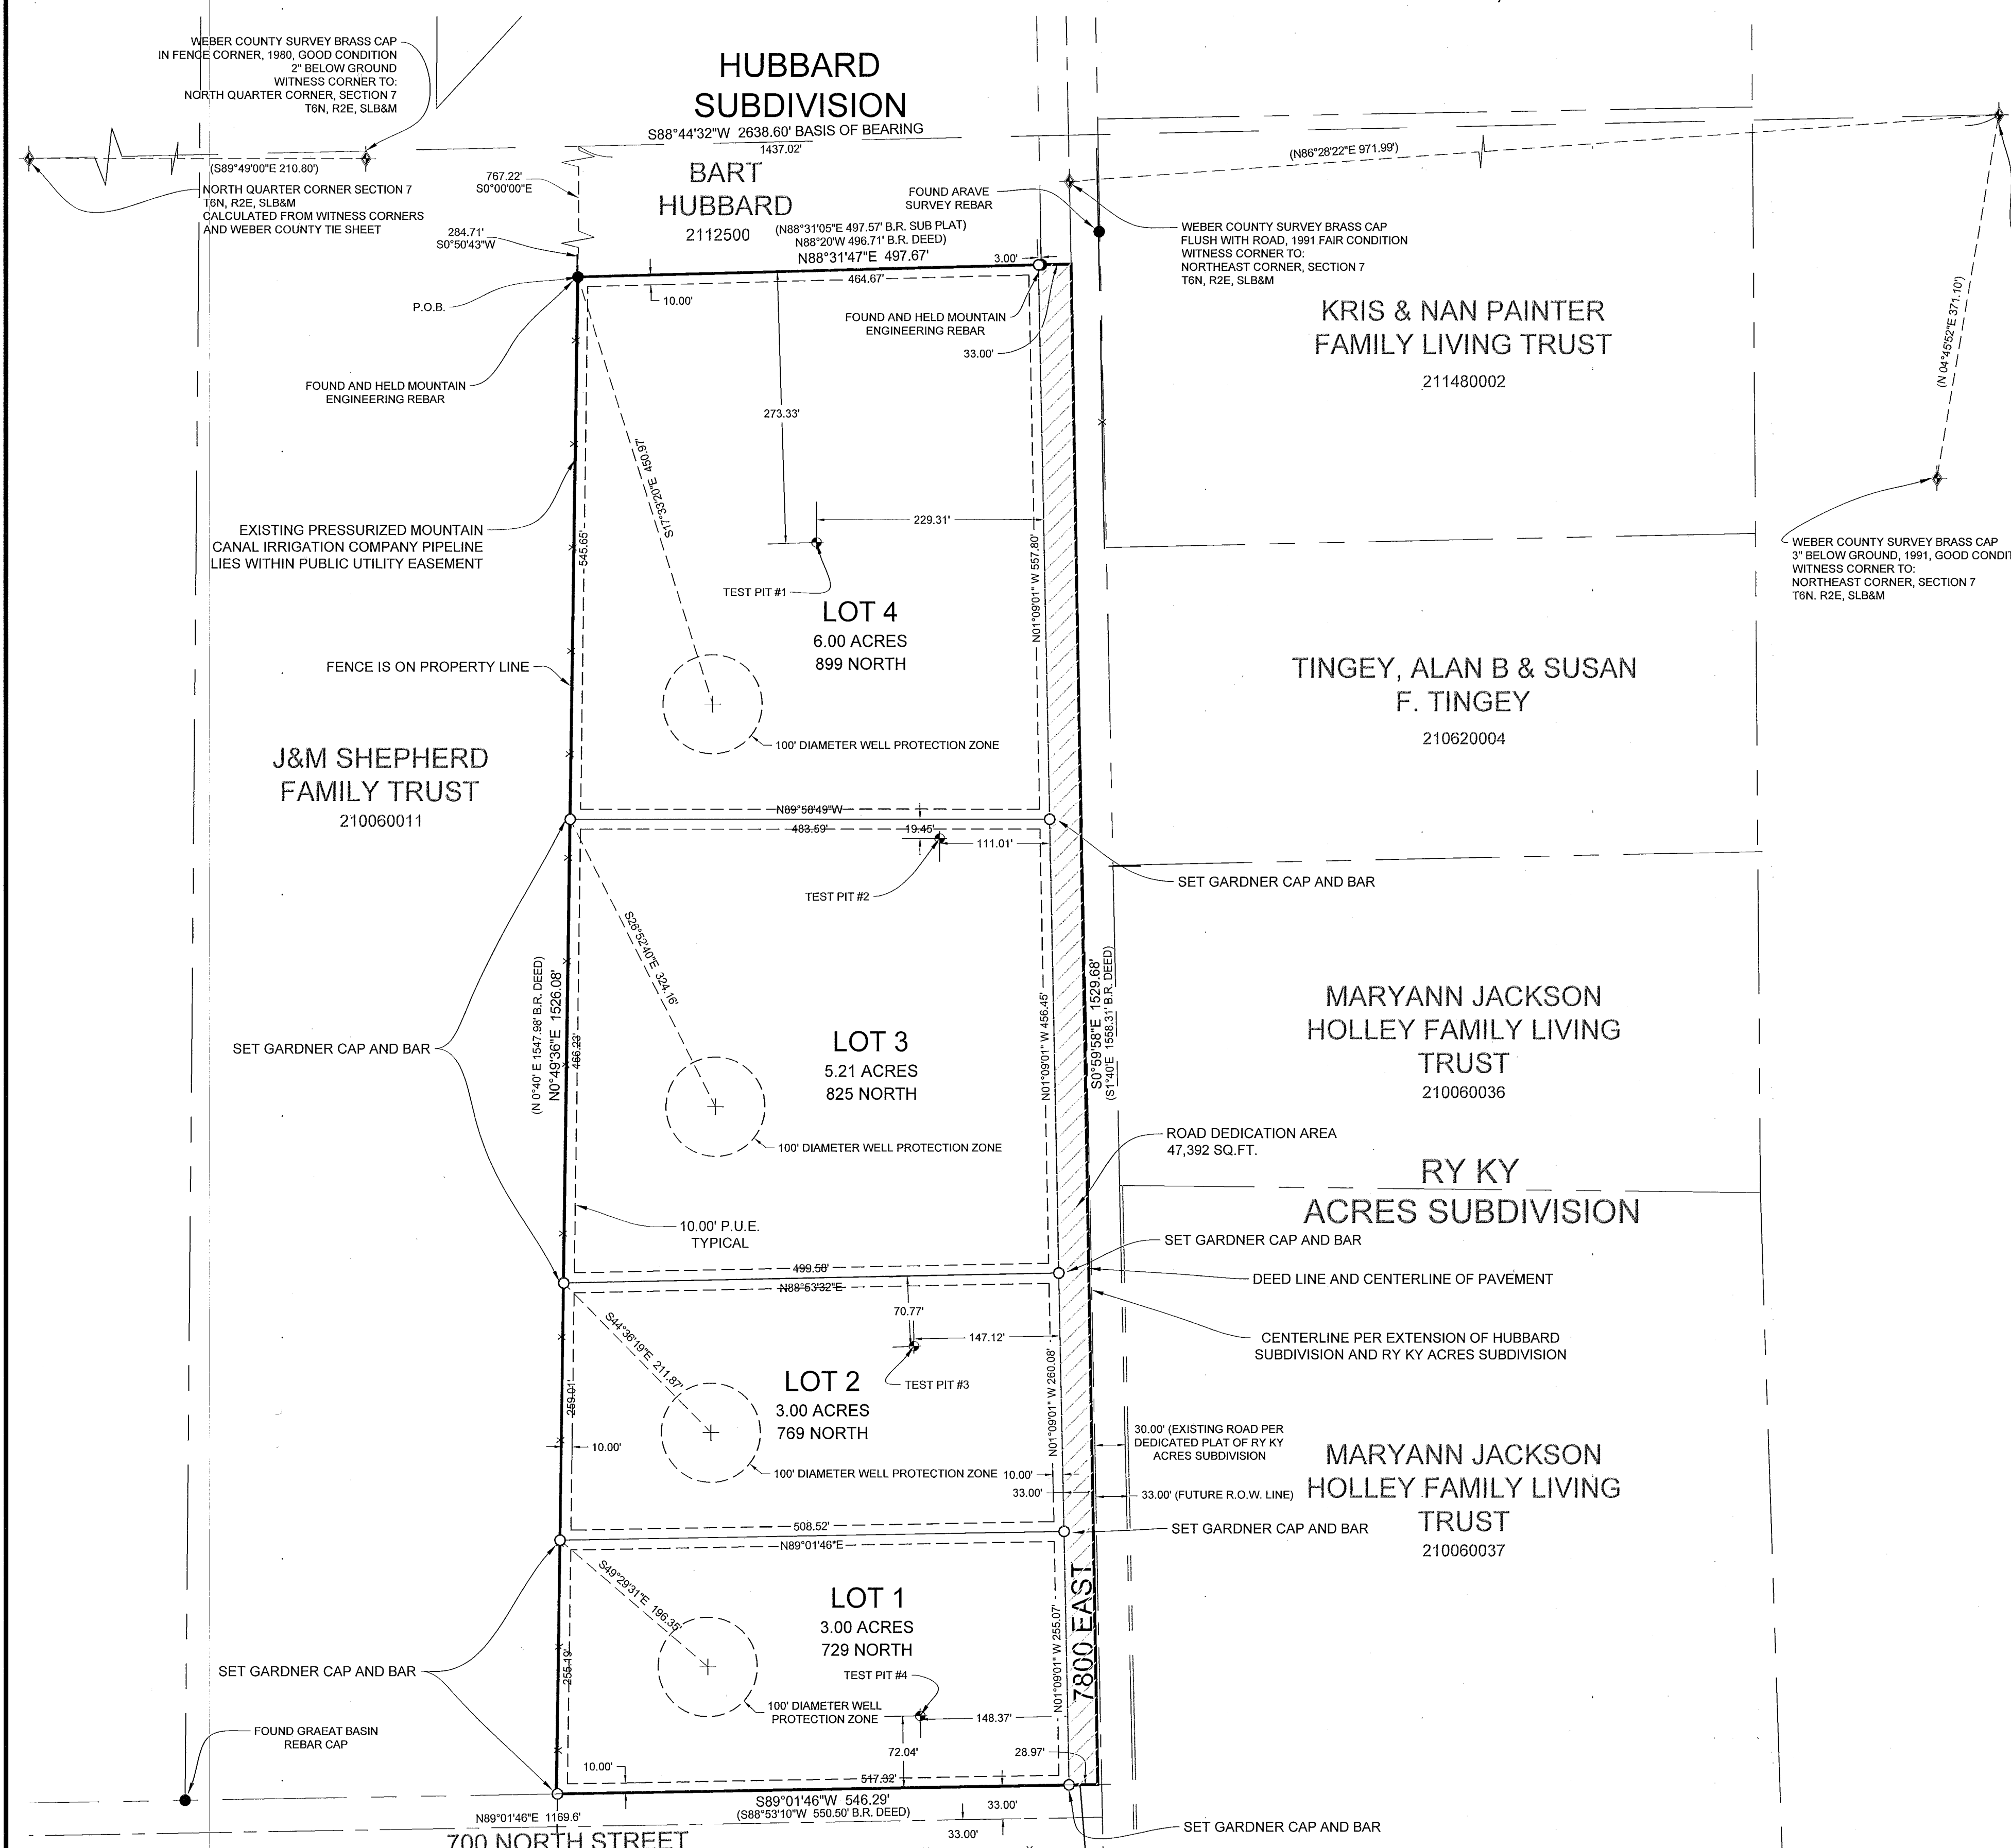 WEBER COUNTY SURVEY BRASS CAP
IN FENCE CORNER, 1980, GOOD CONDITION
2" BELOW GROUND
WITNESS CORNER TO:
NORTH QUARTER CORNER, SECTION 7
T6N, R2E, SLB&M
HUBBARD
SUBDIVISION
S88°44'32"W 2638.60' BASIS OF BEARING
1437.02'
(S89°49'00"E 210.80')
NORTH QUARTER CORNER SECTION 7
T6N, R2E, SLB&M
CALCULATED FROM WITNESS CORNERS
AND WEBER COUNTY TIE SHEET
767.22'
S0°00'00"E
284.71'
S0°50'43"W
BART
HUBBARD
2112500
(N88°31'05"E 497.57' B.R. SUB PLAT)
N88°20'W 496.71' B.R. DEED)
N88°31'47"E 497.67'
3.00'
464.67'
10.00'
FOUND ARAVE
SURVEY REBAR
(N86°28'22"E 971.99')
WEBER COUNTY SURVEY BRASS CAP
FLUSH WITH ROAD, 1991 FAIR CONDITION
WITNESS CORNER TO:
NORTHEAST CORNER, SECTION 7
T6N, R2E, SLB&M
P.O.B.
FOUND AND HELD MOUNTAIN
ENGINEERING REBAR
33.00'
KRIS & NAN PAINTER
FAMILY LIVING TRUST
211480002
(N 04°45'52"E 371.10')
FOUND AND HELD MOUNTAIN
ENGINEERING REBAR
273.33'
S17°33'20"E 450.97'
EXISTING PRESSURIZED MOUNTAIN
CANAL IRRIGATION COMPANY PIPELINE
LIES WITHIN PUBLIC UTILITY EASEMENT
545.65'
229.31'
N01°09'01" W 557.80'
TEST PIT #1
WEBER COUNTY SURVEY BRASS CAP
3" BELOW GROUND, 1991, GOOD CONDIT
WITNESS CORNER TO:
NORTHEAST CORNER, SECTION 7
T6N. R2E, SLB&M
LOT 4
6.00 ACRES
899 NORTH
FENCE IS ON PROPERTY LINE
100' DIAMETER WELL PROTECTION ZONE
TINGEY, ALAN B & SUSAN
F. TINGEY
210620004
J&M SHEPHERD
FAMILY TRUST
210060011
N89°58'49"W
483.59'
19.45'
111.01'
TEST PIT #2
SET GARDNER CAP AND BAR
S26°52'40"E 324.16'
(N 0°40' E 1547.98' B.R. DEED)
N0°49'36"E 1526.08'
466.23'
N01°09'01" W 456.45'
S0°59'58"E 1529.68'
(S1°40'E 1558.31' B.R. DEED)
SET GARDNER CAP AND BAR
LOT 3
5.21 ACRES
825 NORTH
MARYANN JACKSON
HOLLEY FAMILY LIVING
TRUST
210060036
100' DIAMETER WELL PROTECTION ZONE
ROAD DEDICATION AREA
47,392 SQ.FT.
RY KY
ACRES SUBDIVISION
10.00' P.U.E.
TYPICAL
499.58'
N88°53'32"E
SET GARDNER CAP AND BAR
DEED LINE AND CENTERLINE OF PAVEMENT
70.77'
147.12'
CENTERLINE PER EXTENSION OF HUBBARD
SUBDIVISION AND RY KY ACRES SUBDIVISION
S44°36'19"E 211.87'
259.01'
N01°09'01" W 260.08'
LOT 2
3.00 ACRES
769 NORTH
TEST PIT #3
10.00'
100' DIAMETER WELL PROTECTION ZONE
10.00'
33.00'
30.00' (EXISTING ROAD PER
DEDICATED PLAT OF RY KY
ACRES SUBDIVISION
33.00' (FUTURE R.O.W. LINE)
MARYANN JACKSON
HOLLEY FAMILY LIVING
TRUST
210060037
508.52'
N89°01'46"E
SET GARDNER CAP AND BAR
S49°29'31"E 196.35'
LOT 1
3.00 ACRES
729 NORTH
TEST PIT #4
255.19'
N01°09'01" W 255.07'
7800 EAST
SET GARDNER CAP AND BAR
100' DIAMETER WELL
PROTECTION ZONE
148.37'
72.04'
28.97'
FOUND GRAEAT BASIN
REBAR CAP
10.00'
517.32'
S89°01'46"W 546.29'
(S88°53'10"W 550.50' B.R. DEED)
33.00'
33.00'
N89°01'46"E 1169.6'
SET GARDNER CAP AND BAR
700 NORTH STREET